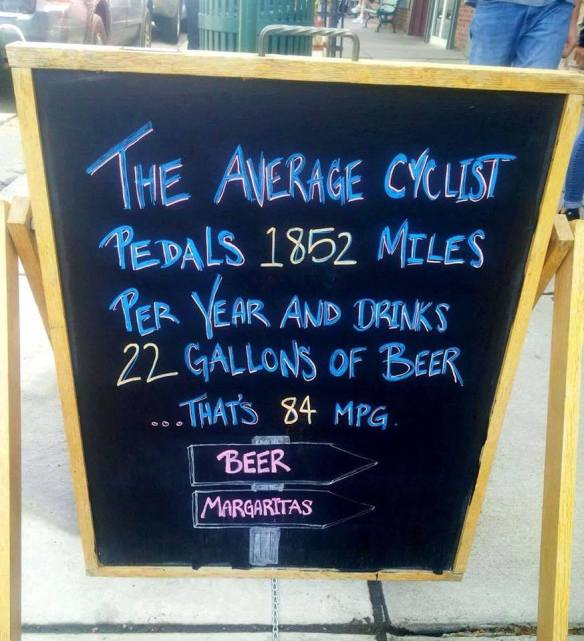 THE AVERAGE CYCLIST
PEDALS 1852 MILES
PER YEAR AND DRINKS
22 GALLONS OF BEER
...THAT'S 84 MPG.
BEER
MARGARITAS